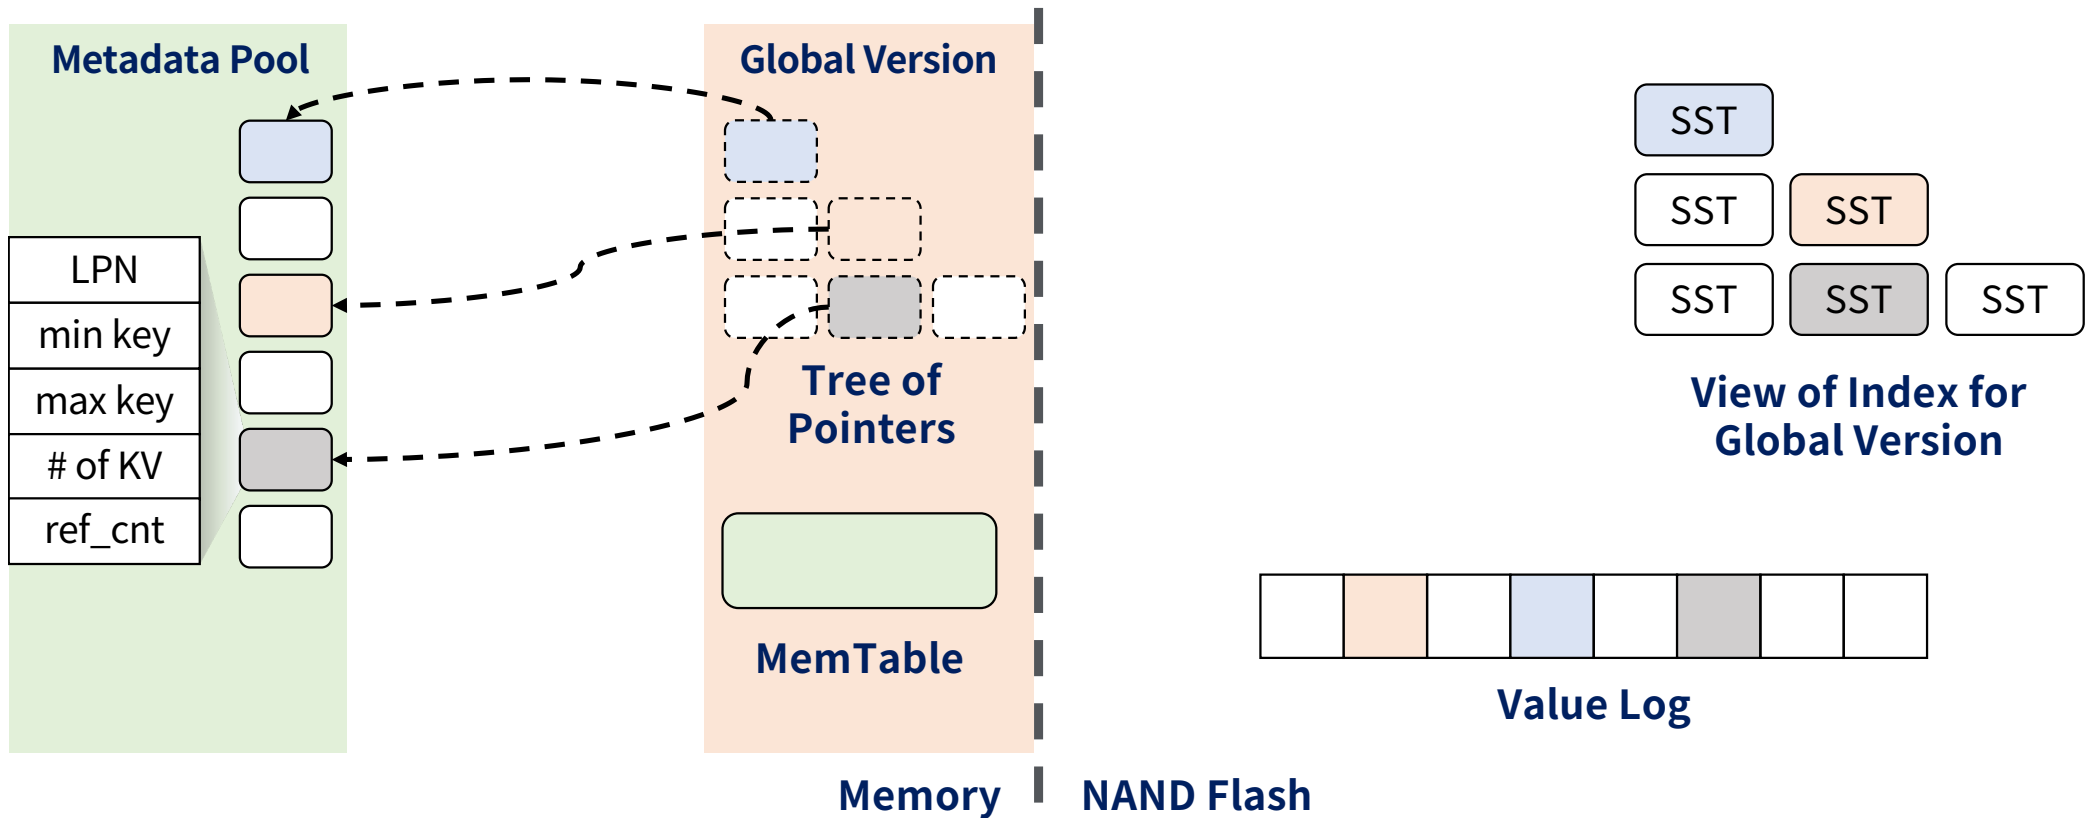 Metadata Pool
LPN
min key
max key
# of KV
ref_cnt
Global Version
Tree of
Pointers
MemTable
Memory
NAND Flash
SST
SST
SST
SST
SST
SST
View of Index for
Global Version
Value Log